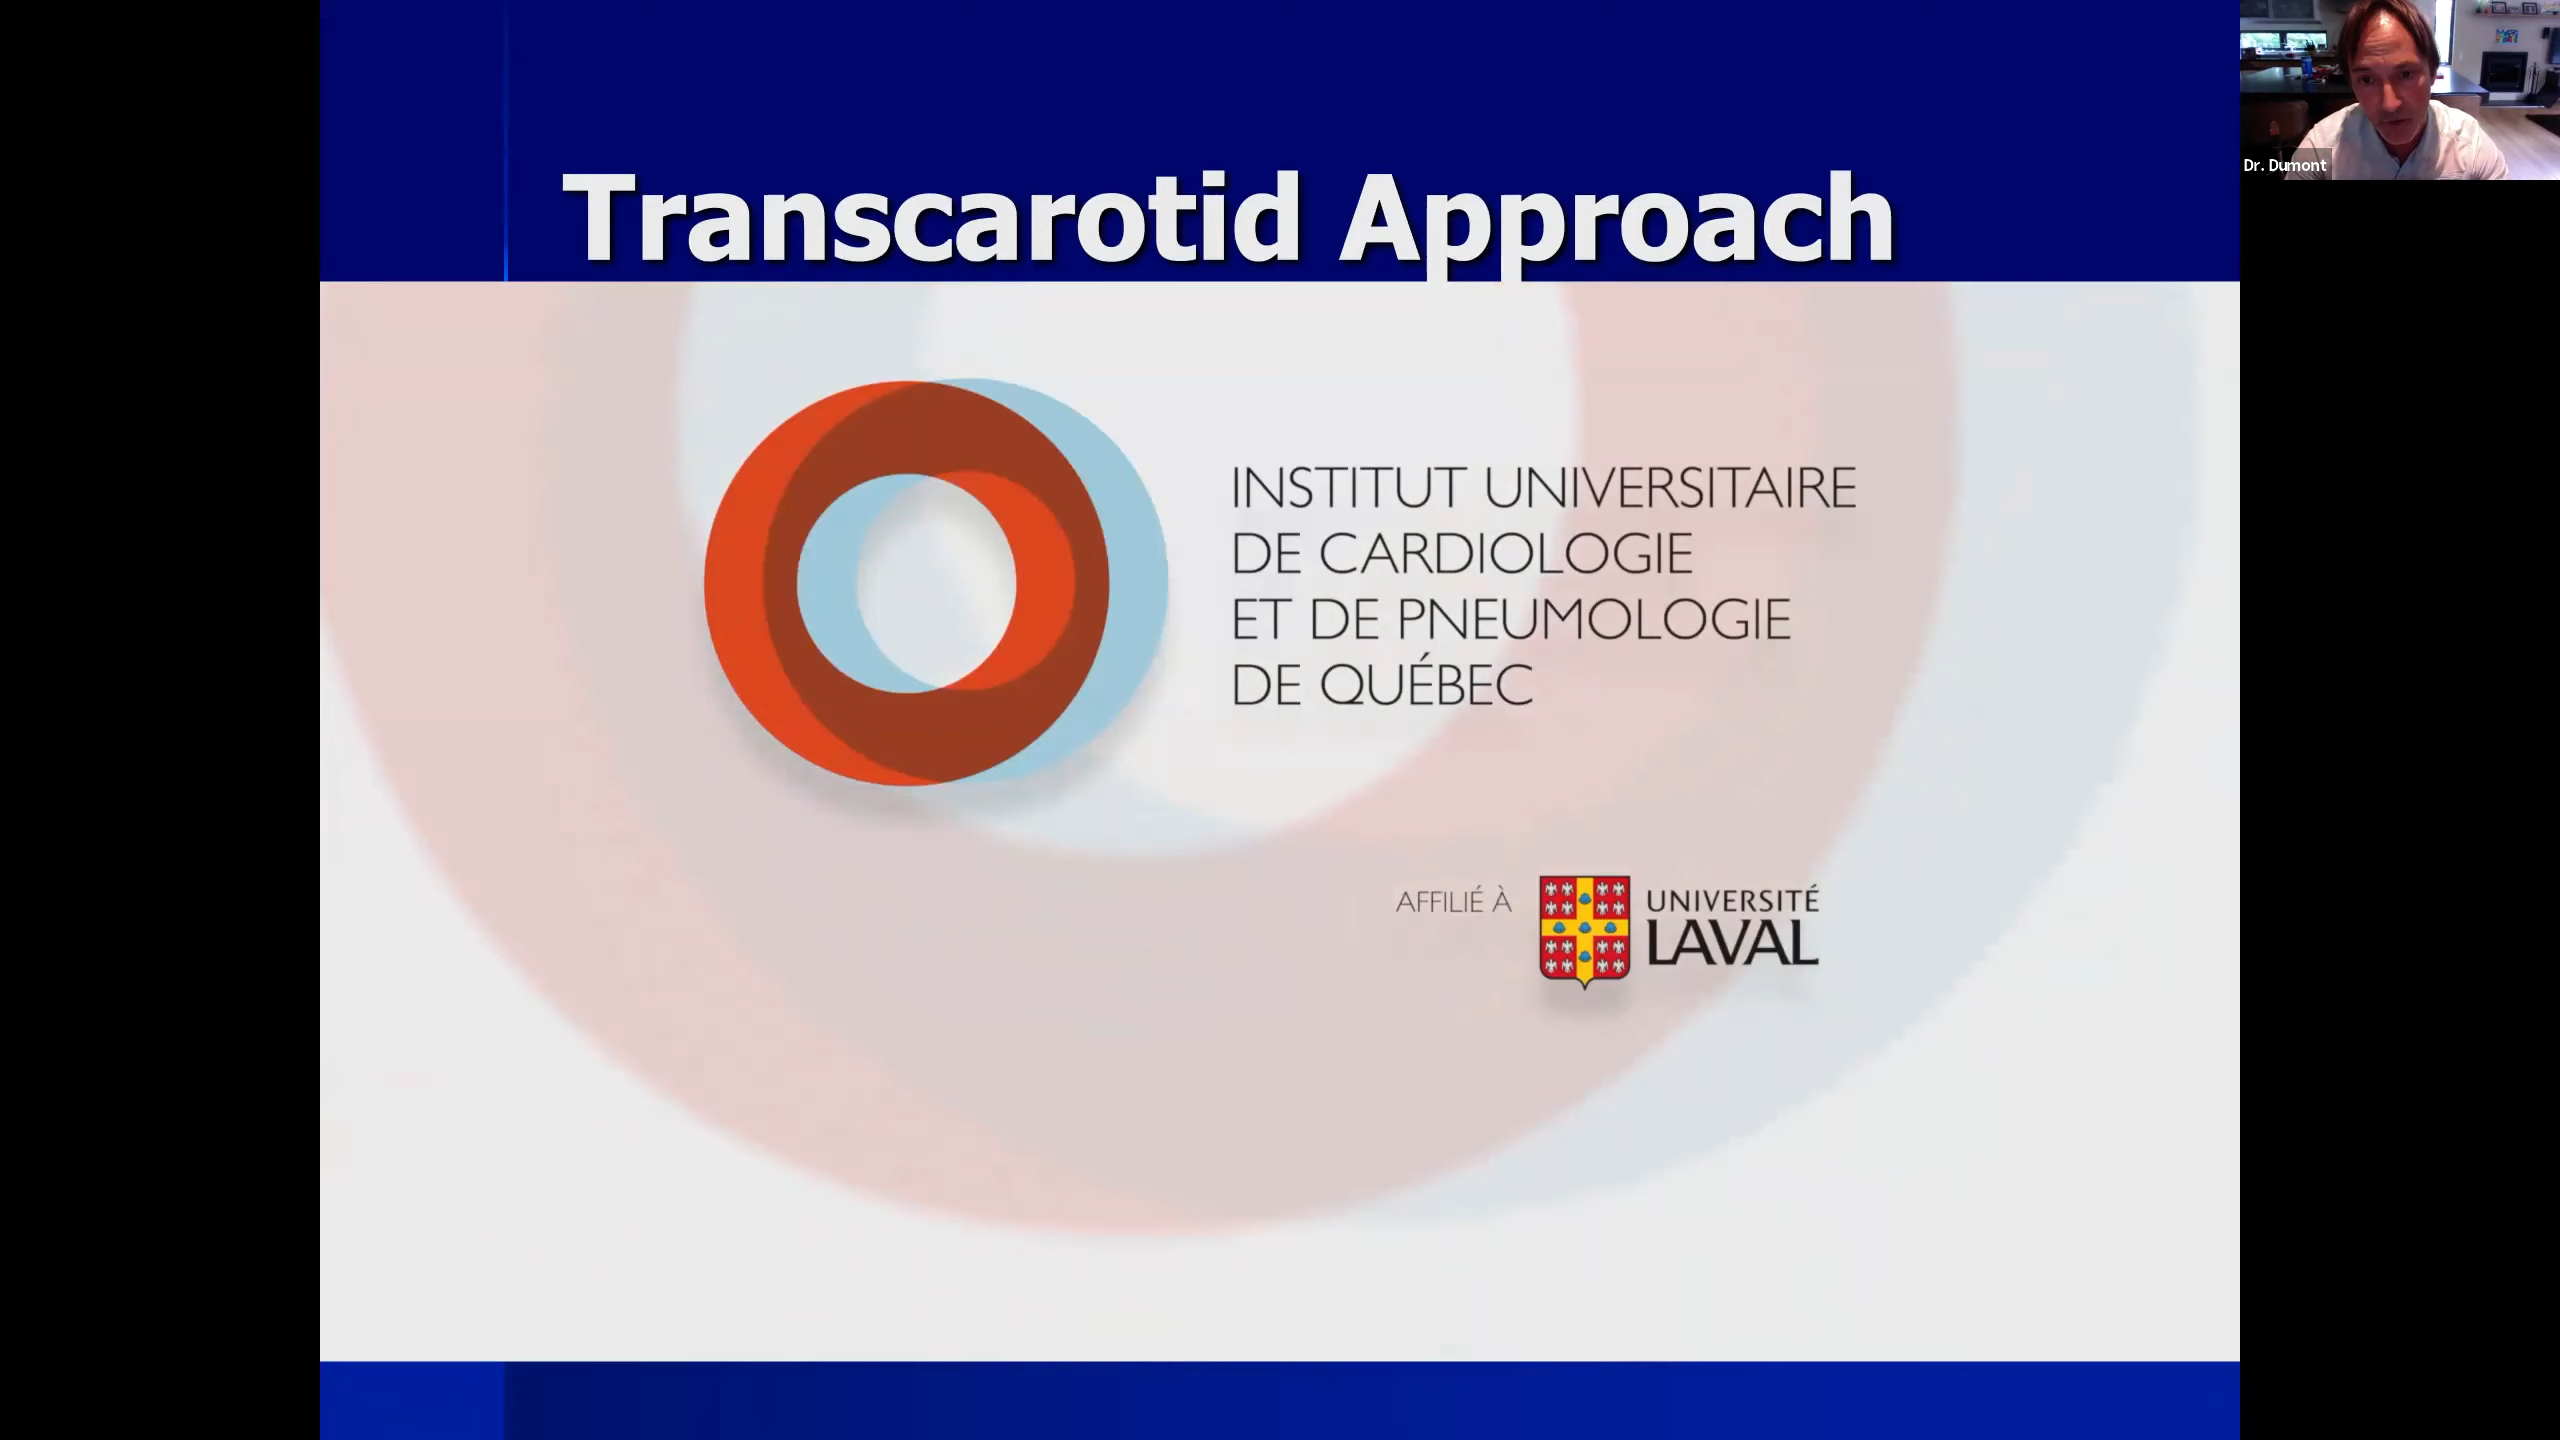 Transcarotid Approach
Dr. Dumont
INSTITUT UNIVERSITAIRE
DE CARDIOLOGIE
ET DE PNEUMOLOGIE
DE QUÉBEC
AFFILIÉ À
UNIVERSITÉ
LAVAL